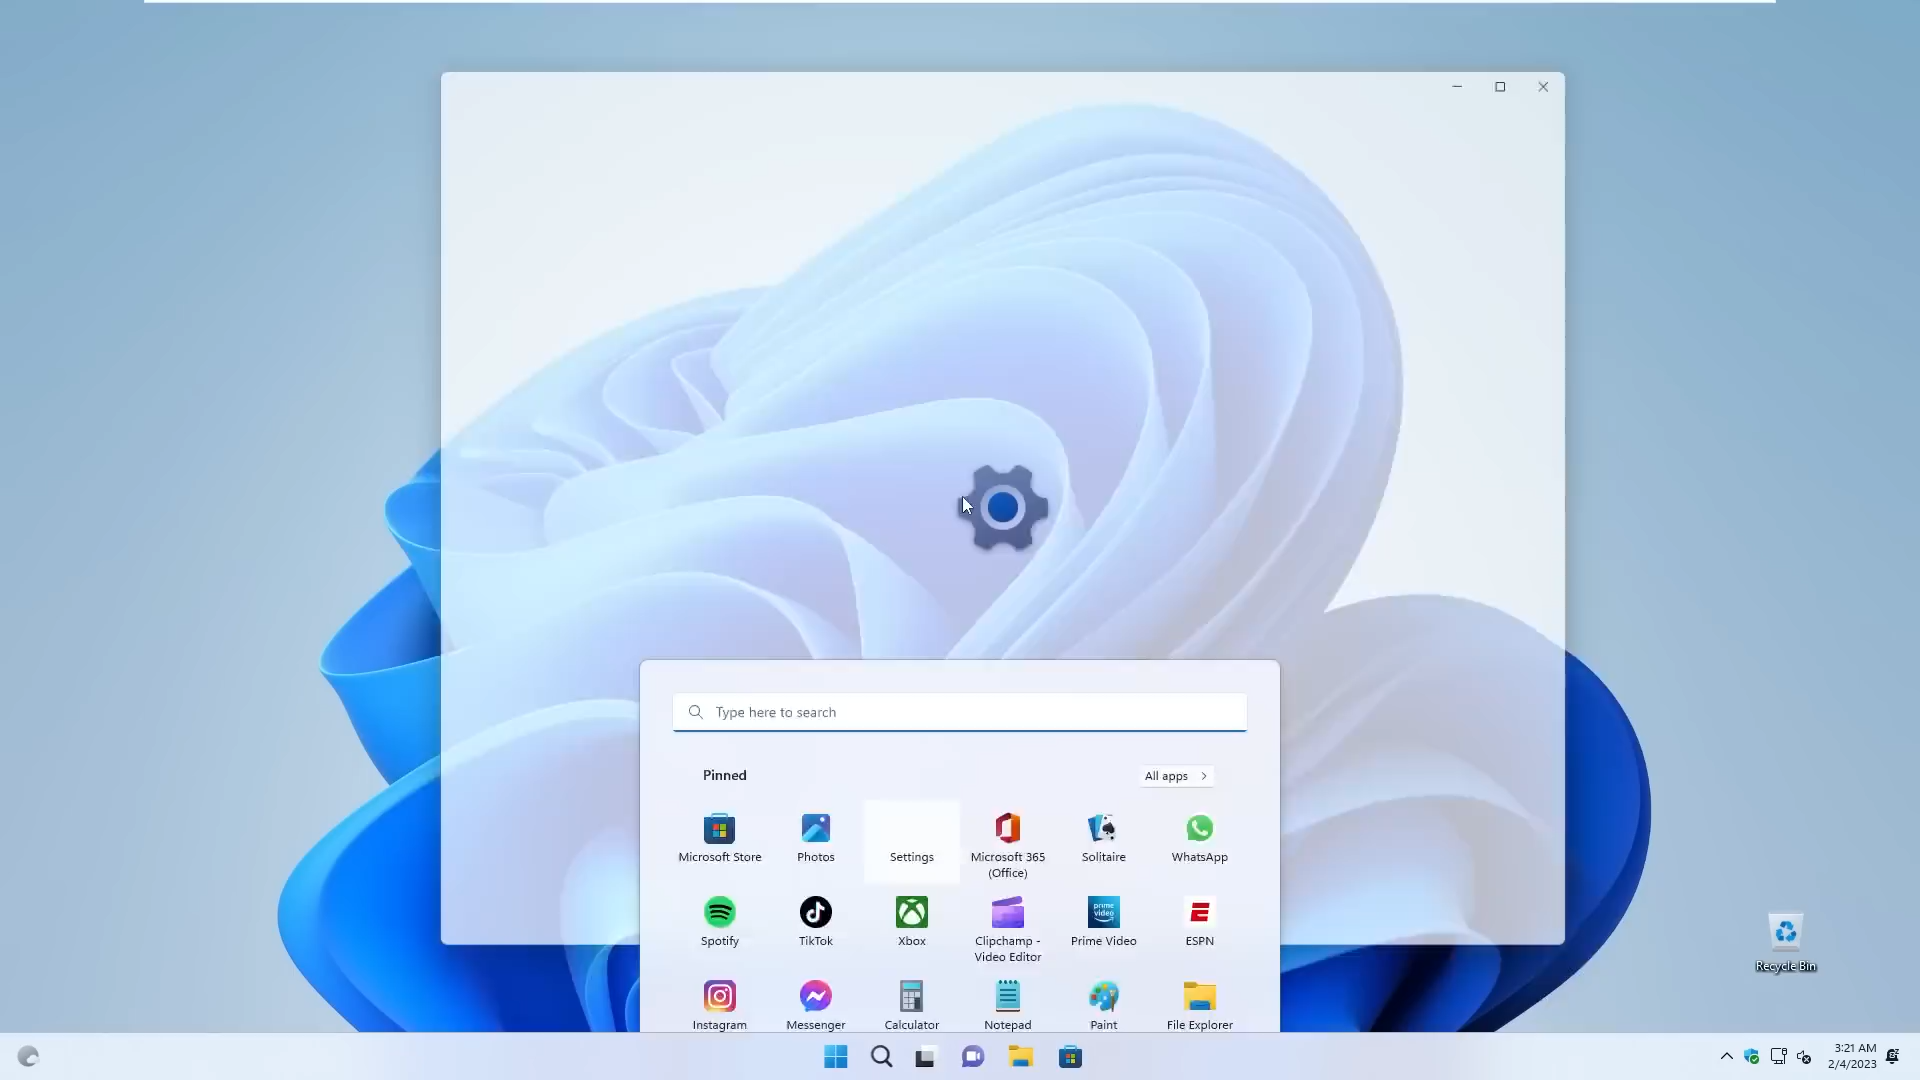 Type here to search
Pinned
All apps
Microsoft Store
Photos
Settings
Microsoft 365
(Office)
Solitaire
WhatsApp
Spotify
TikTok
Xbox
Clipchamp -
Video Editor
prime
video
Prime Video
ESPN
Instagram
Messenger
Calculator
Notepad
Paint
File Explorer
Recycle Bin
3:21 AM
2/4/2023